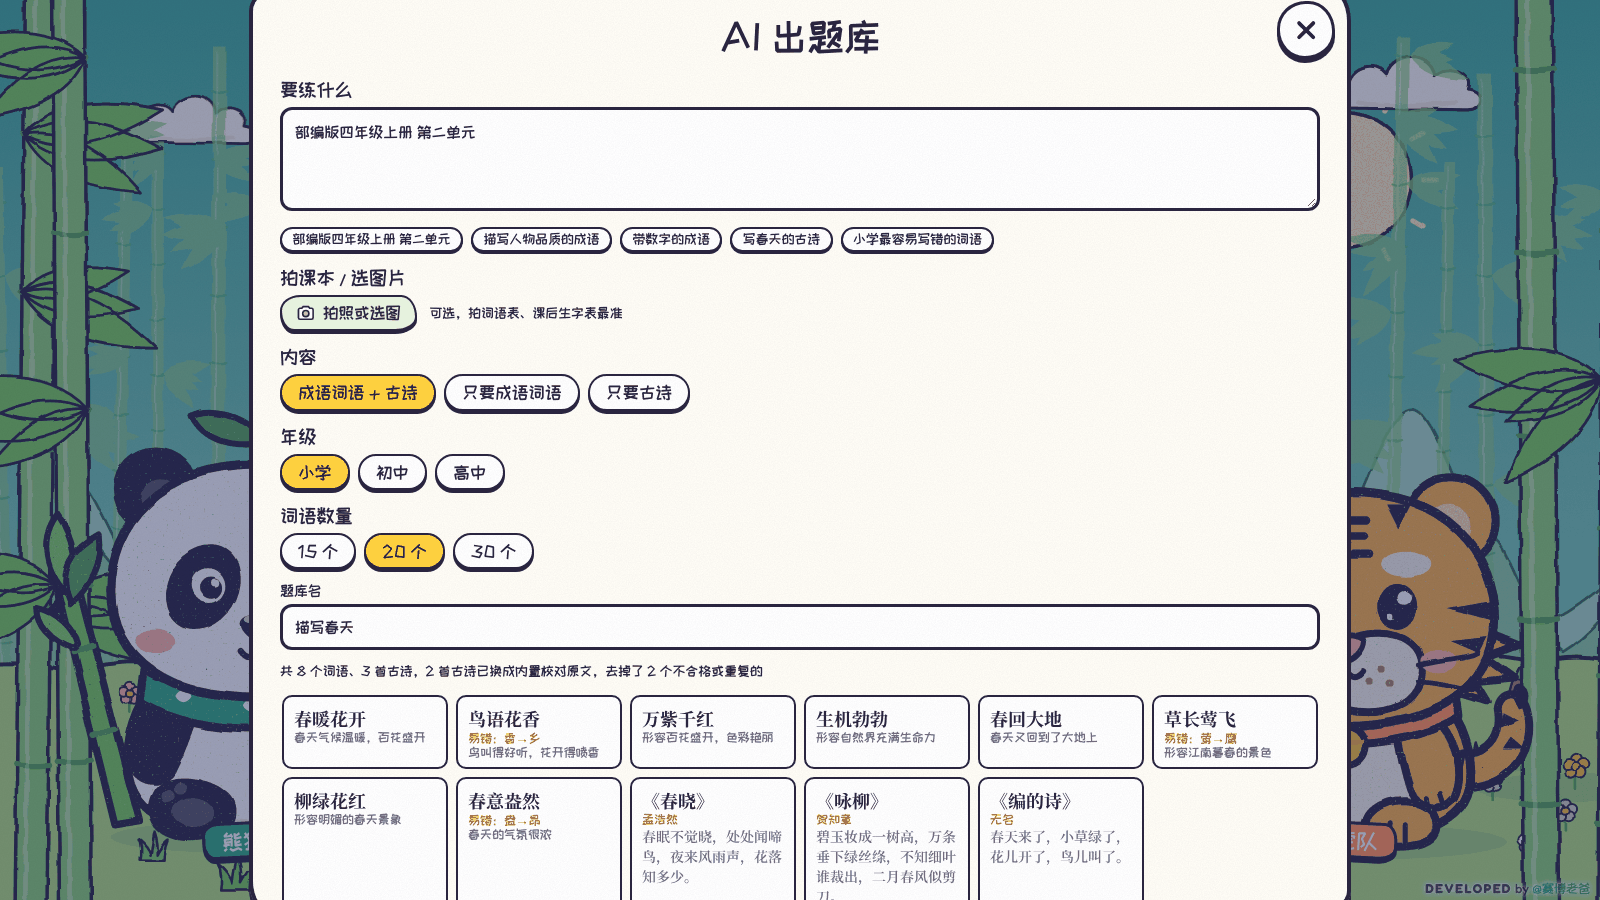 AI 出题库
要练什么
部编版四年级上册 第二单元
部编版四年级上册 第二单元 描写人物品质的成语 带数字的成语 写春天的古诗 小学最容易写错的词语
拍课本 / 选图片
拍照或选图 可选，拍词语表、课后生字表最准
内容
成语词语 + 古诗 只要成语词语 只要古诗
年级
小学 初中 高中
词语数量
15 个 20 个 30 个
题库名
描写春天
共 8 个词语、3 首古诗，2 首古诗已换成内置校对原文，去掉了 2 个不合格或重复的
春暖花开
春天气候温暖，百花盛开
鸟语花香
易错：香→乡
鸟叫得好听，花开得喷香
万紫千红
形容百花盛开，色彩艳丽
生机勃勃
形容自然界充满生命力
春回大地
春天又回到了大地上
草长莺飞
易错：莺→鹰
形容江南暮春的景色
柳绿花红
形容明媚的春天景象
春意盎然
易错：盎→昂
春天的气氛很浓
《春晓》
孟浩然
春眠不觉晓，处处闻啼
鸟，夜来风雨声，花落
知多少。
《咏柳》
贺知章
碧玉妆成一树高，万条
垂下绿丝绦，不知细叶
谁裁出，二月春风似剪
刀。
《编的诗》
无名
春天来了，小草绿了，
花儿开了，鸟儿叫了。
熊
队
DEVELOPED by @赛博老爸